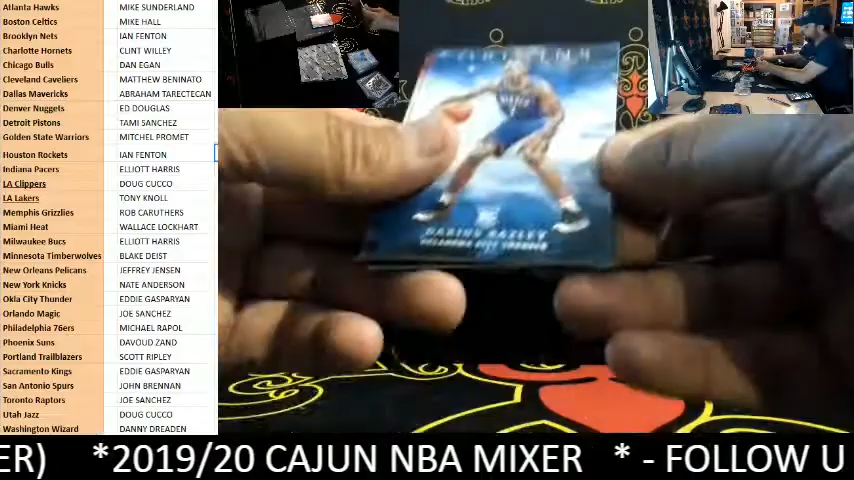 Atlanta Hawks MIKE SUNDERLAND
Boston Celtics MIKE HALL
Brooklyn Nets IAN FENTON
Charlotte Hornets CLINT WILLEY
Chicago Bulls DAN EGAN
Cleveland Cavaliers MATTHEW BENINATO
Dallas Mavericks ABRAHAM TARECTECAN
Denver Nuggets ED DOUGLAS
Detroit Pistons TAMI SANCHEZ
Golden State Warriors MITCHEL PROMET
Houston Rockets IAN FENTON
Indiana Pacers ELLIOTT HARRIS
LA Clippers DOUG CUCCO
LA Lakers TONY KNOLL
Memphis Grizzlies ROB CARUTHERS
Miami Heat WALLACE LOCKHART
Milwaukee Bucs ELLIOTT HARRIS
Minnesota Timberwolves BLAKE DEIST
New Orleans Pelicans JEFFREY JENSEN
New York Knicks NATE ANDERSON
Okla City Thunder EDDIE GASPARYAN
Orlando Magic JOE SANCHEZ
Philadelphia 76ers MICHAEL RAPOL
Phoenix Suns DAVOUD ZAND
Portland Trailblazers SCOTT RIPLEY
Sacramento Kings EDDIE GASPARYAN
San Antonio Spurs JOHN BRENNAN
Toronto Raptors JOE SANCHEZ
Utah Jazz DOUG CUCCO
Washington Wizard DANNY DREADEN
DARIUS BAZLEY
OKLAHOMA CITY THUNDER
ER) *2019/20 CAJUN NBA MIXER * - FOLLOW U